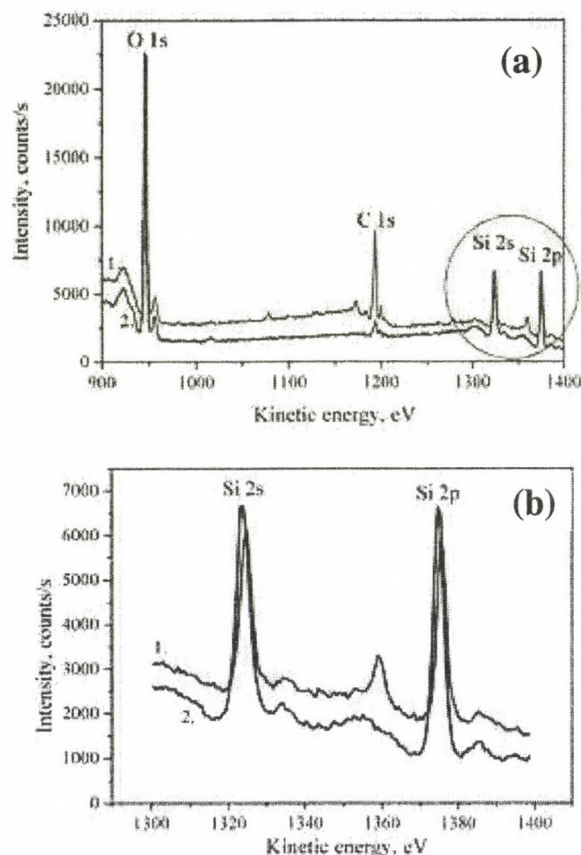 25000
20000
15000
10000
5000
0
Intensity, counts/s
O 1s
(a)
C 1s
Si 2s
Si 2p
1.
2.
900
1000
1100
1200
1300
1400
Kinetic energy, eV
7000
6000
5000
4000
3000
2000
1000
0
Intensity, counts/s
Si 2s
Si 2p
(b)
1.
2.
1300
1320
1340
1360
1380
1400
Kinetic energy, eV